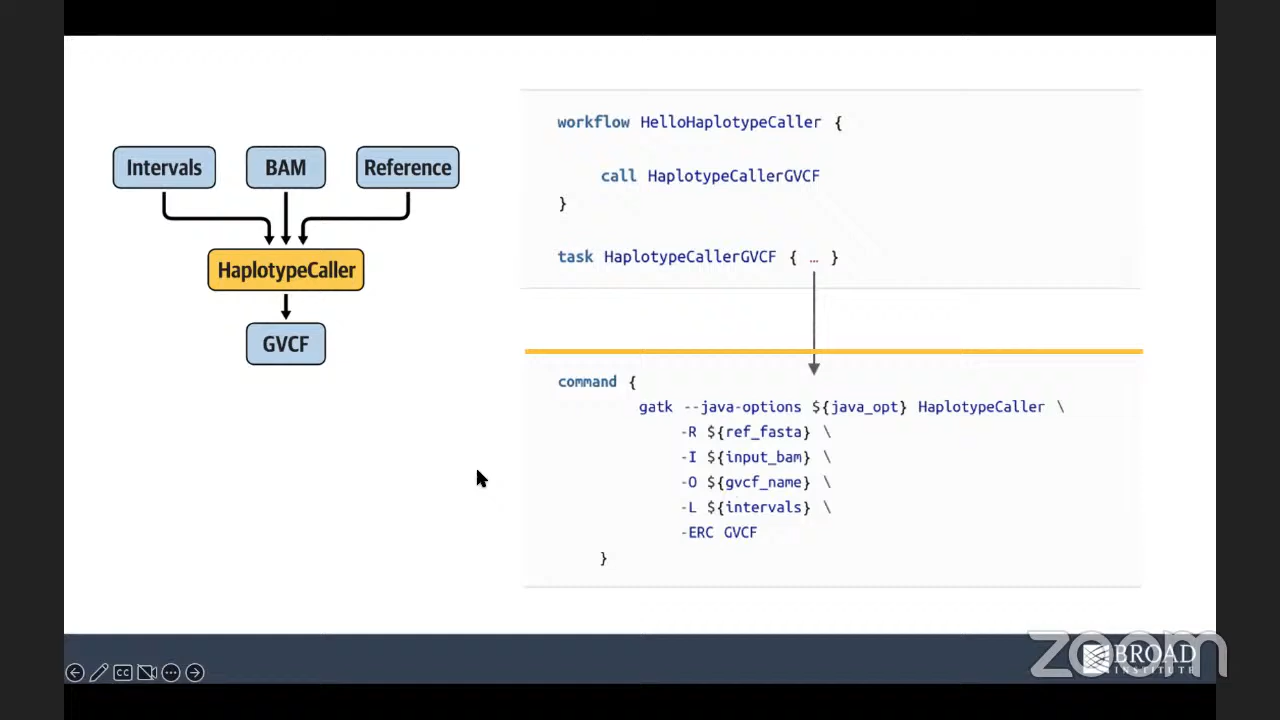 Intervals
BAM
Reference
HaplotypeCaller
GVCF
workflow HelloHaplotypeCaller {
call HaplotypeCallerGVCF
}
task HaplotypeCallerGVCF { … }
command {
gatk --java-options ${java_opt} HaplotypeCaller \
-R ${ref_fasta} \
-I ${input_bam} \
-O ${gvcf_name} \
-L ${intervals} \
-ERC GVCF
}
CC
zoom
BROAD
INSTITUTE